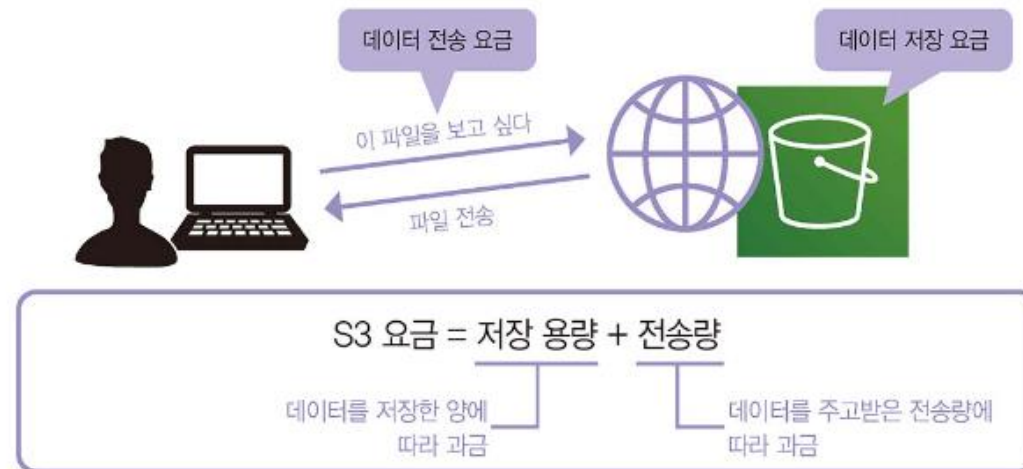 데이터 전송 요금
데이터 저장 요금
이 파일을 보고 싶다
파일 전송
S3 요금 = 저장 용량 + 전송량
데이터를 저장한 양에
따라 과금
데이터를 주고받은 전송량에
따라 과금